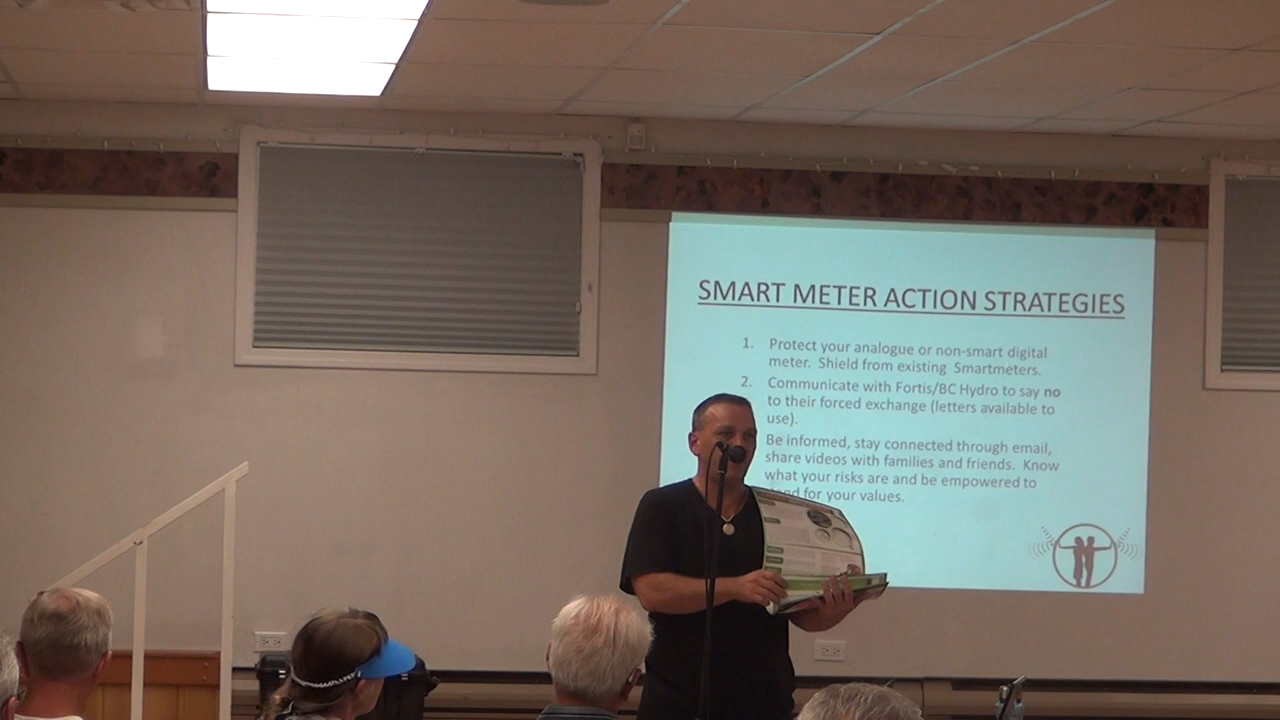 SMART METER ACTION STRATEGIES
1. Protect your analogue or non-smart digital
meter. Shield from existing Smartmeters.
2. Communicate with Fortis/BC Hydro to say no
to their forced exchange (letters available to
use).
Be informed, stay connected through email,
share videos with families and friends. Know
what your risks are and be empowered to
for your values.